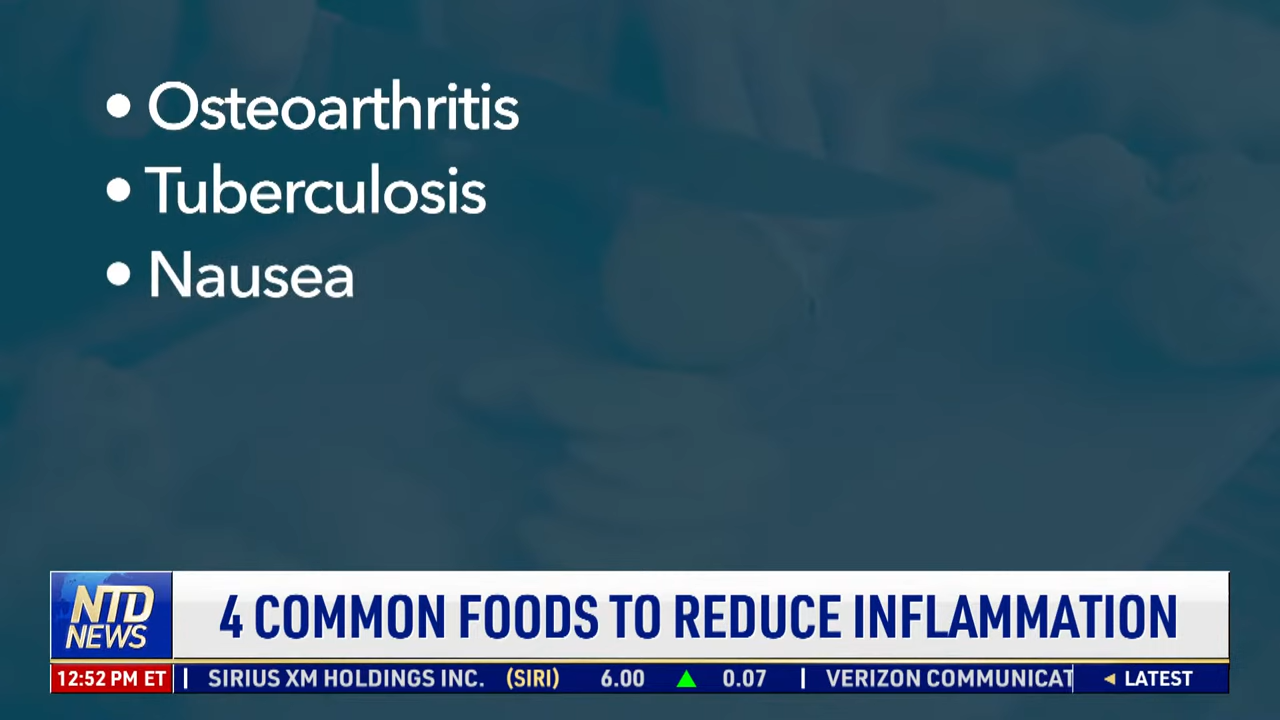 • Osteoarthritis
• Tuberculosis
• Nausea
NTD
NEWS
4 COMMON FOODS TO REDUCE INFLAMMATION
12:52 PM ET | SIRIUS XM HOLDINGS INC. (SIRI) 6.00 ▲ 0.07 | VERIZON COMMUNICAT ◄ LATEST